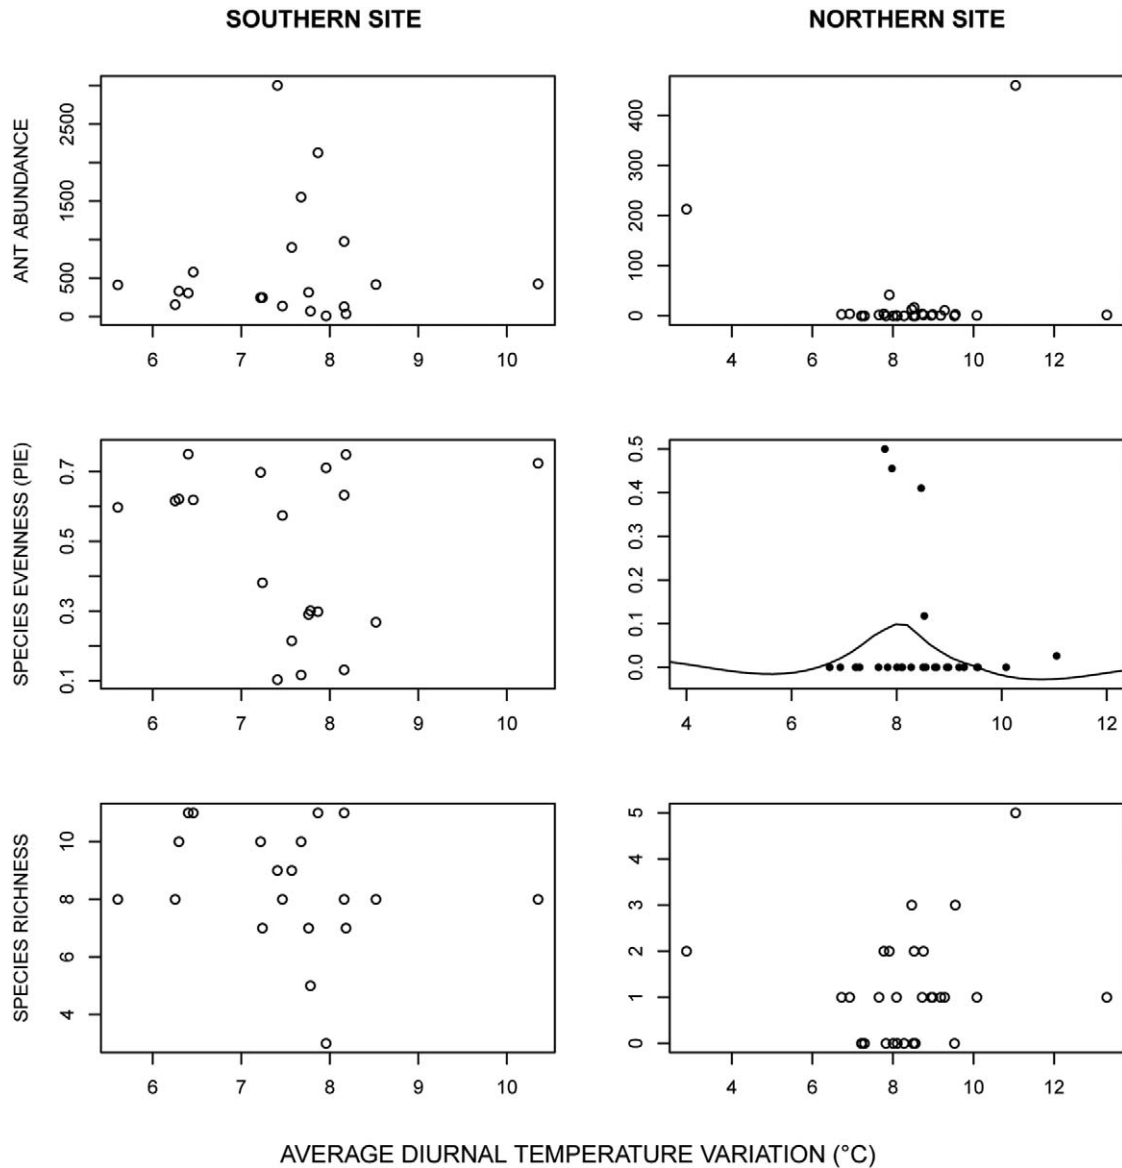 SOUTHERN SITE
NORTHERN SITE
ANT ABUNDANCE
0 500 1500 2500
6 7 8 9 10
0 100 200 300 400
4 6 8 10 12
SPECIES EVENNESS (PIE)
0.1 0.3 0.5 0.7
6 7 8 9 10
0.0 0.1 0.2 0.3 0.4 0.5
4 6 8 10 12
SPECIES RICHNESS
4 6 8 10
6 7 8 9 10
0 1 2 3 4 5
4 6 8 10 12
AVERAGE DIURNAL TEMPERATURE VARIATION (°C)